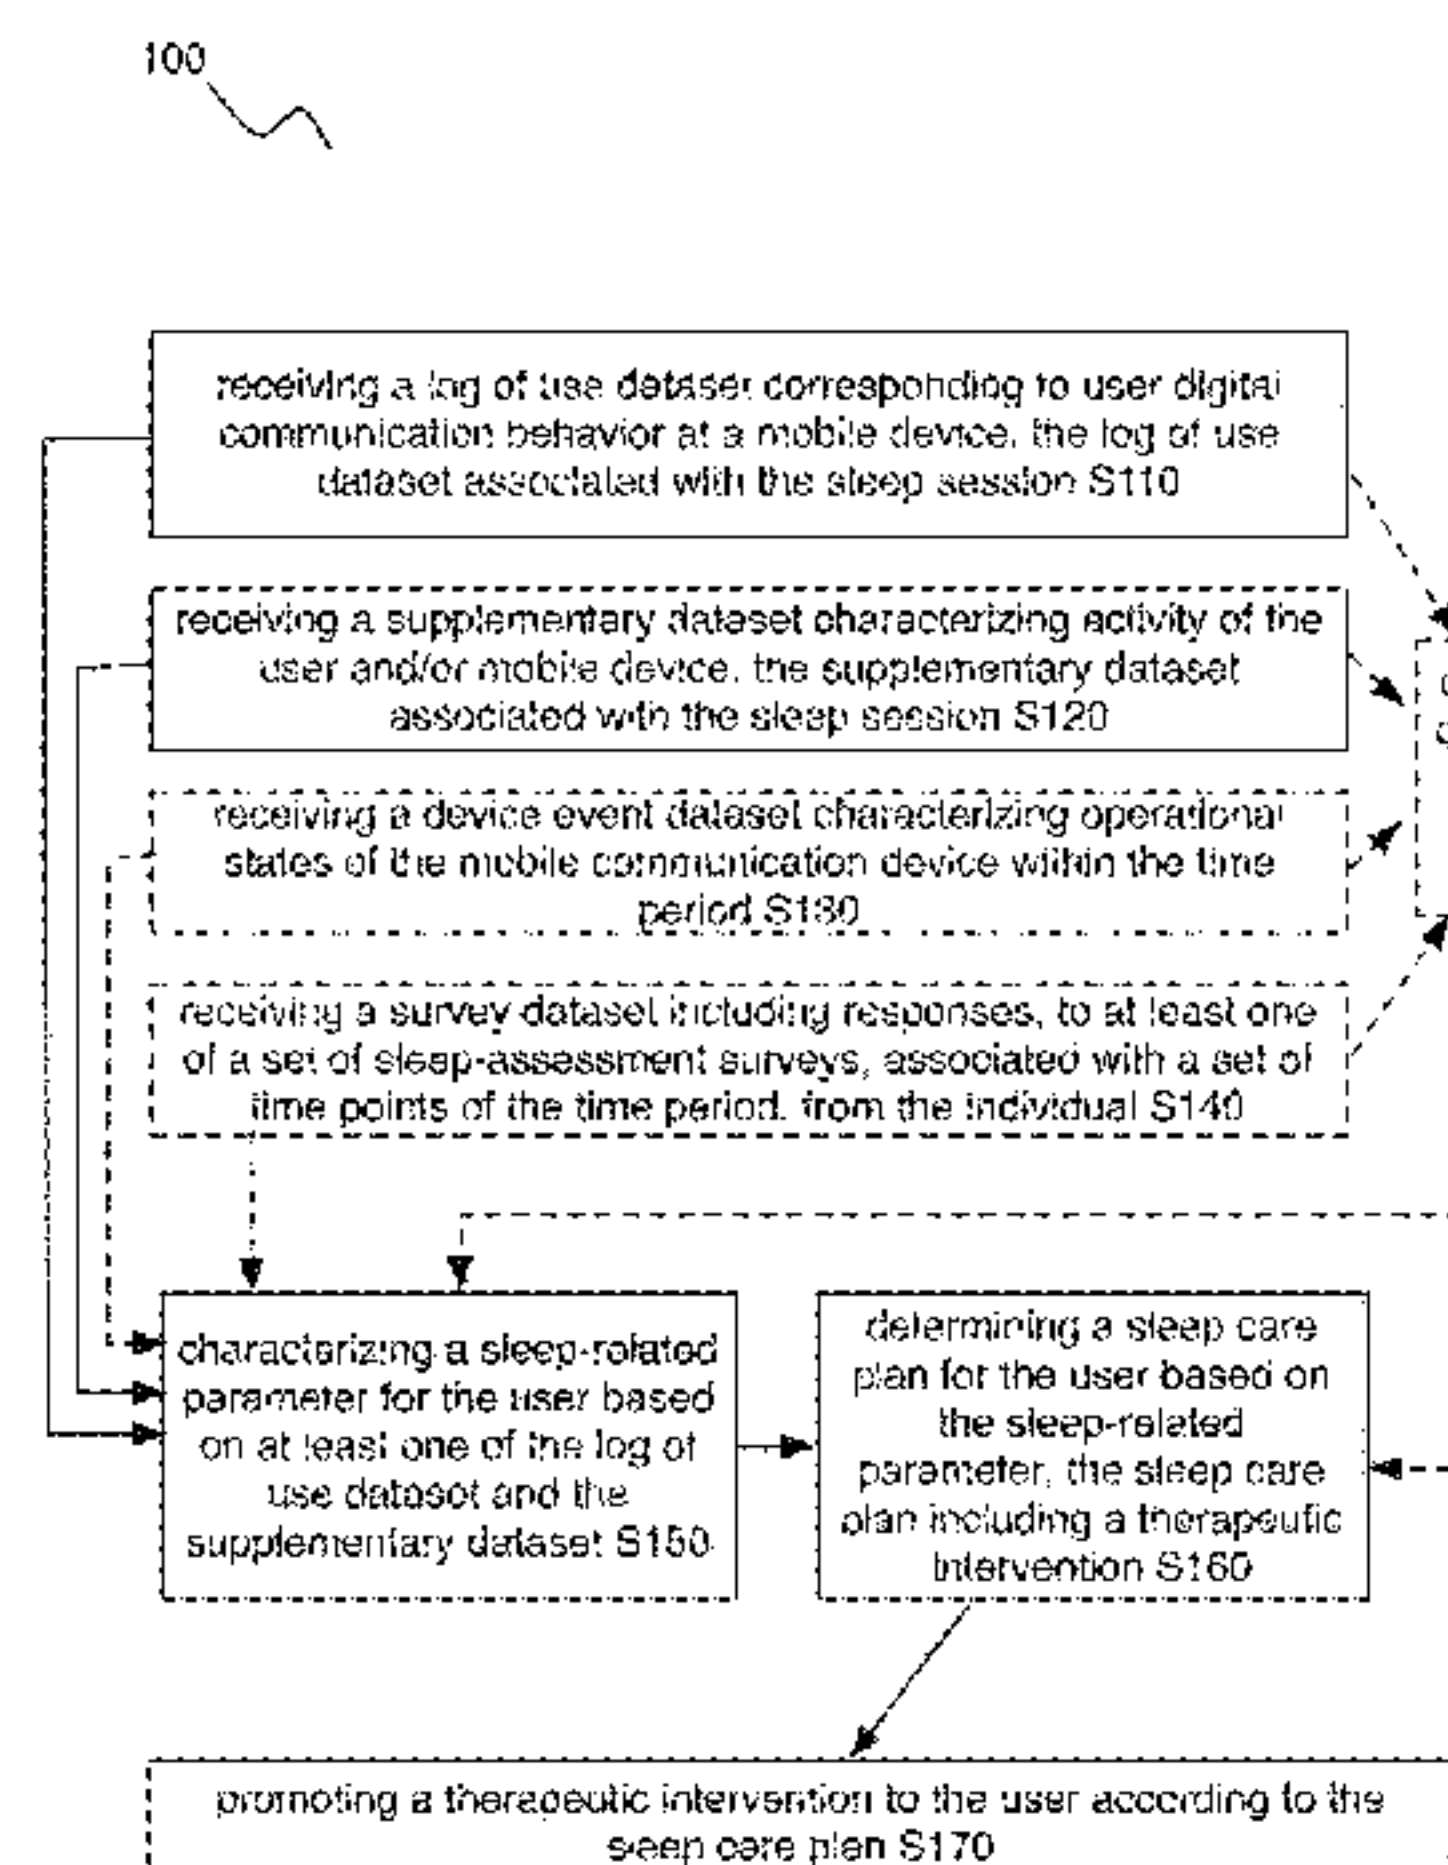 100
receiving a log of use dataset corresponding to user digital
communication behavior at a mobile device, the log of use
dataset associated with the sleep session S110
receiving a supplementary dataset characterizing activity of the
user and/or mobile device, the supplementary dataset
associated with the sleep session S120
receiving a device event dataset characterizing operational
states of the mobile communication device within the time
period S130
receiving a survey dataset including responses, to at least one
of a set of sleep-assessment surveys, associated with a set of
time points of the time period, from the individual S140
characterizing a sleep-related
parameter for the user based
on at least one of the log of
use dataset and the
supplementary dataset S150
determining a sleep care
plan for the user based on
the sleep-related
parameter, the sleep care
plan including a therapeutic
intervention S160
promoting a therapeutic intervention to the user according to the
sleep care plan S170